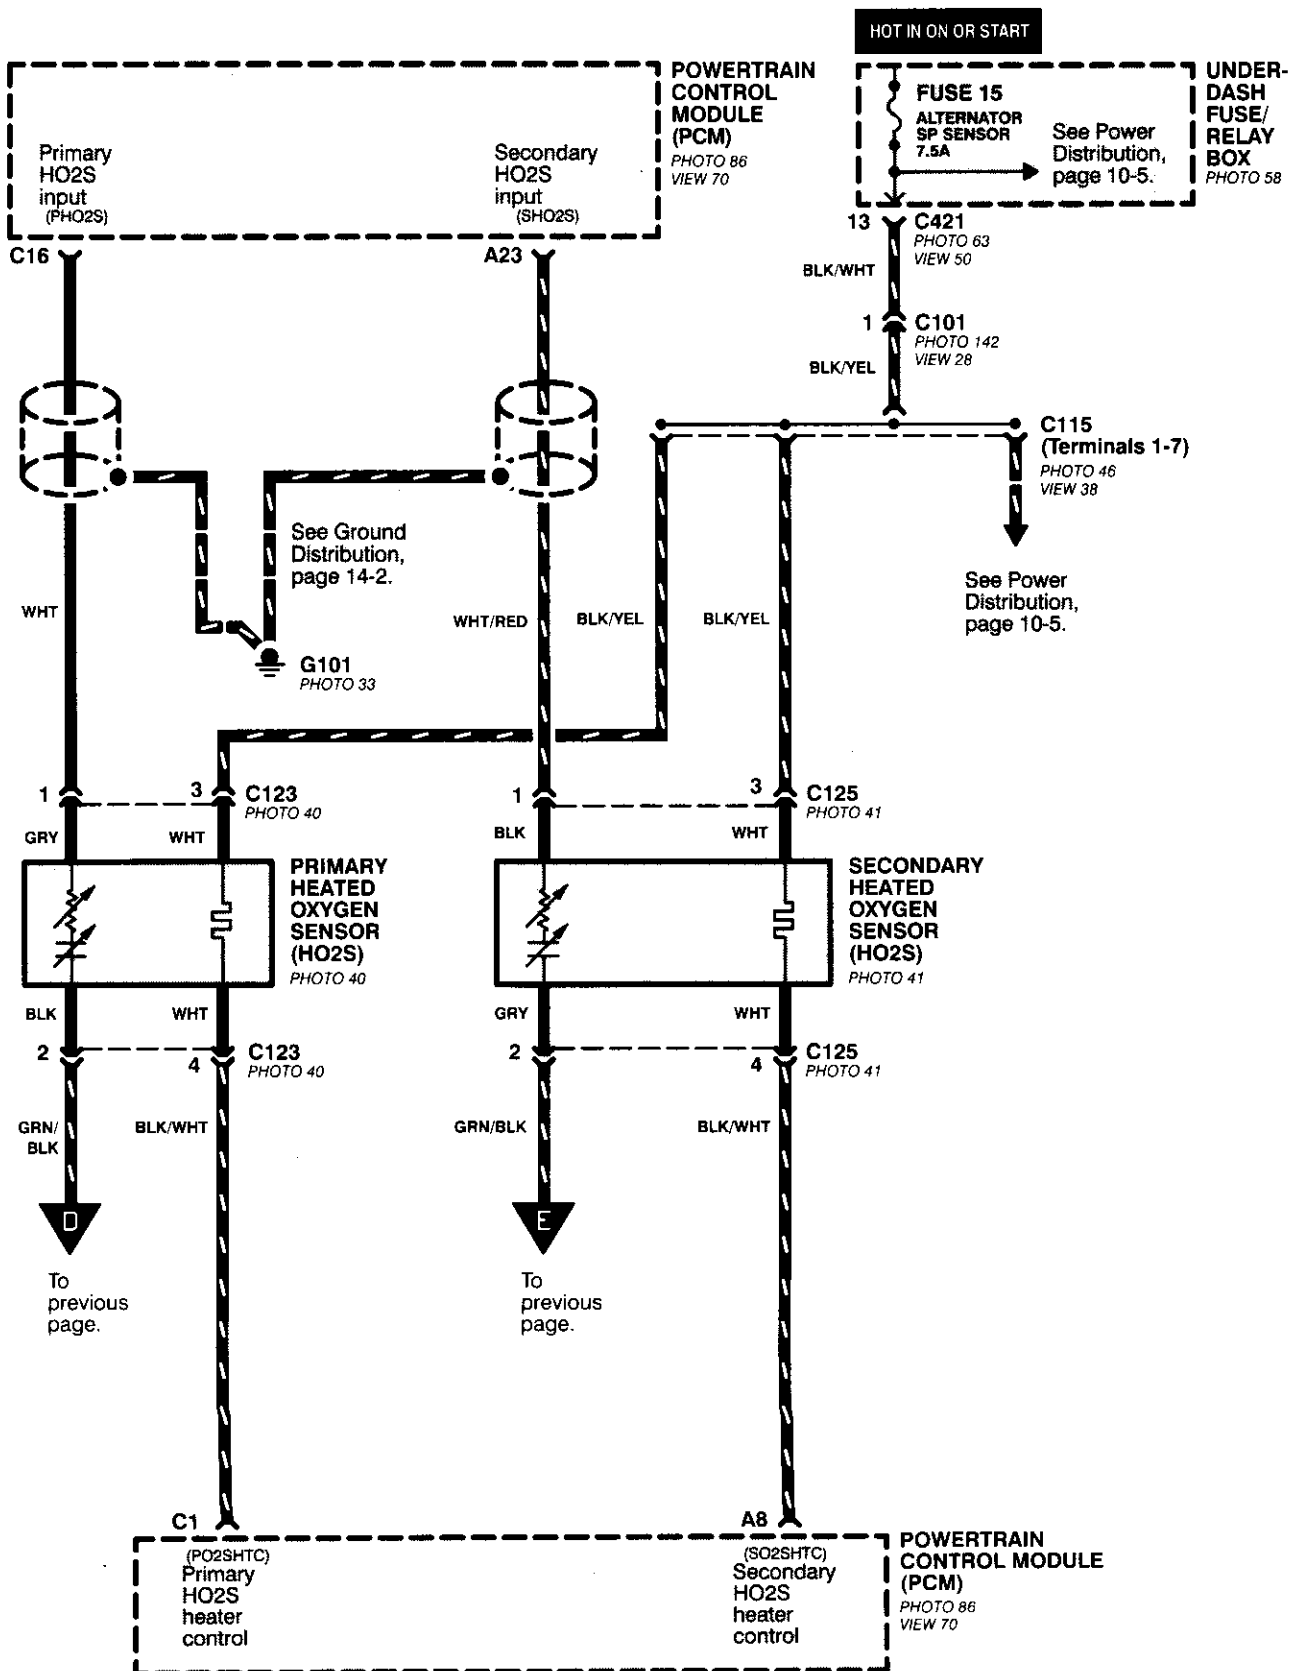 HOT IN ON OR START
POWERTRAIN
CONTROL
MODULE
(PCM)
PHOTO 86
VIEW 70
Primary
HO2S
input
(PHO2S)
Secondary
HO2S
input
(SHO2S)
FUSE 15
ALTERNATOR
SP SENSOR
7.5A
See Power
Distribution,
page 10-5.
UNDER-
DASH
FUSE/
RELAY
BOX
PHOTO 58
C16
A23
13
C421
PHOTO 63
VIEW 50
BLK/WHT
1
C101
PHOTO 142
VIEW 28
BLK/YEL
C115
(Terminals 1-7)
PHOTO 46
VIEW 38
See Ground
Distribution,
page 14-2.
See Power
Distribution,
page 10-5.
WHT
WHT/RED
BLK/YEL
BLK/YEL
G101
PHOTO 33
1
3
C123
PHOTO 40
1
3
C125
PHOTO 41
GRY
WHT
BLK
WHT
PRIMARY
HEATED
OXYGEN
SENSOR
(HO2S)
PHOTO 40
SECONDARY
HEATED
OXYGEN
SENSOR
(HO2S)
PHOTO 41
BLK
WHT
GRY
WHT
2
4
C123
PHOTO 40
2
4
C125
PHOTO 41
GRN/
BLK
BLK/WHT
GRN/BLK
BLK/WHT
D
E
To
previous
page.
To
previous
page.
C1
A8
(PO2SHTC)
Primary
HO2S
heater
control
(SO2SHTC)
Secondary
HO2S
heater
control
POWERTRAIN
CONTROL MODULE
(PCM)
PHOTO 86
VIEW 70